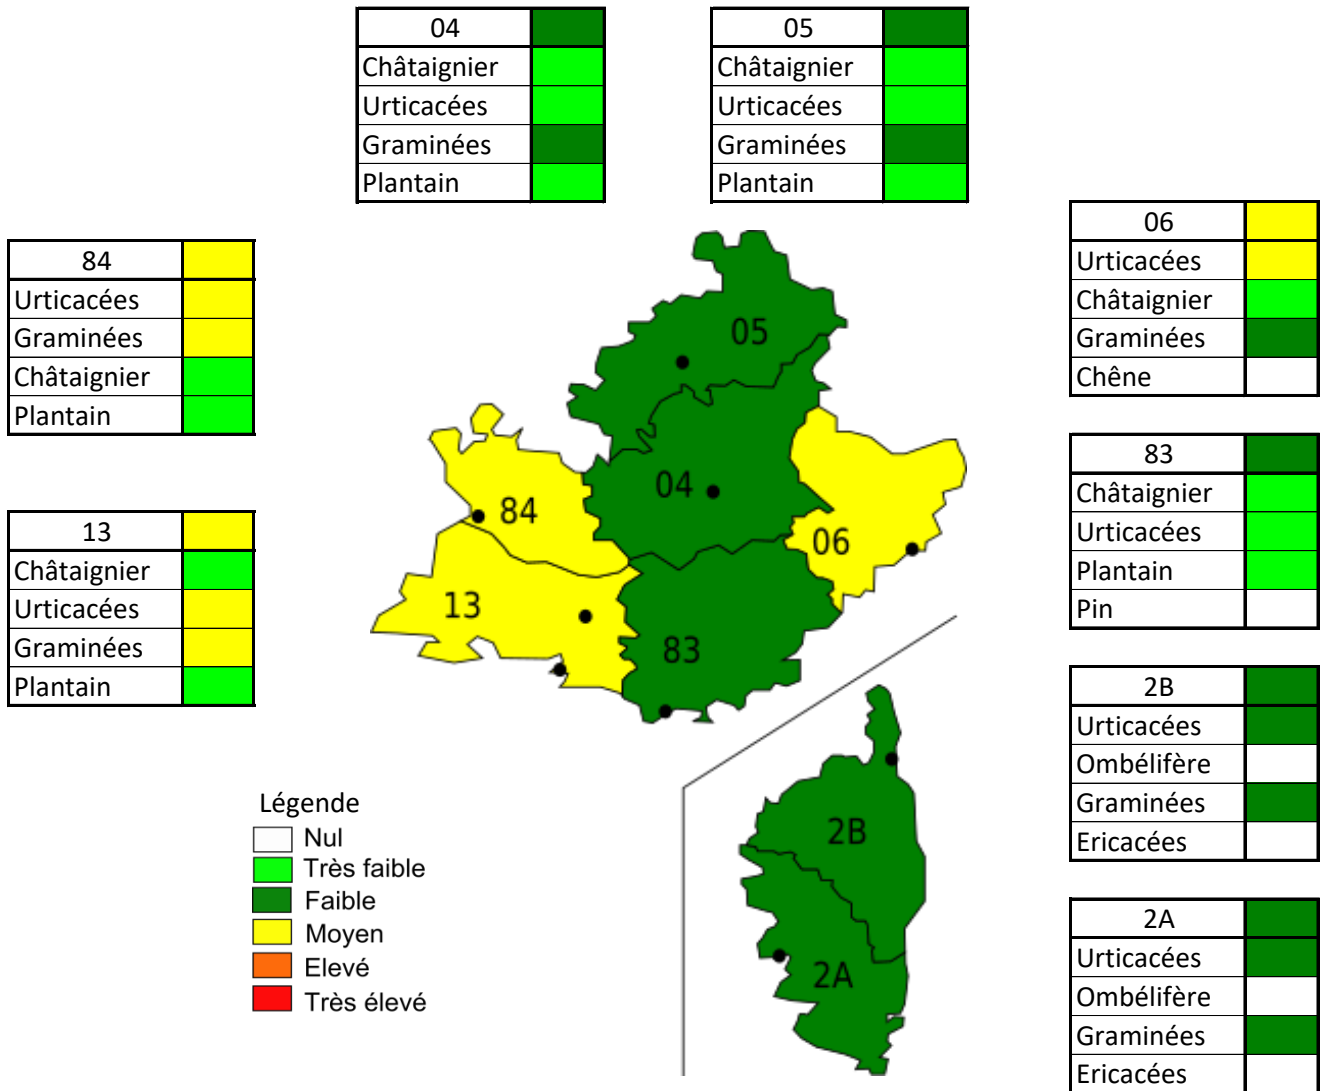 04
Châtaignier
Urticacées
Graminées
Plantain
05
Châtaignier
Urticacées
Graminées
Plantain
84
Urticacées
Graminées
Châtaignier
Plantain
13
Châtaignier
Urticacées
Graminées
Plantain
05
04
84
06
13
83
2B
2A
06
Urticacées
Châtaignier
Graminées
Chêne
83
Châtaignier
Urticacées
Plantain
Pin
2B
Urticacées
Ombélifère
Graminées
Ericacées
2A
Urticacées
Ombélifère
Graminées
Ericacées
Légende
Nul
Très faible
Faible
Moyen
Elevé
Très élevé